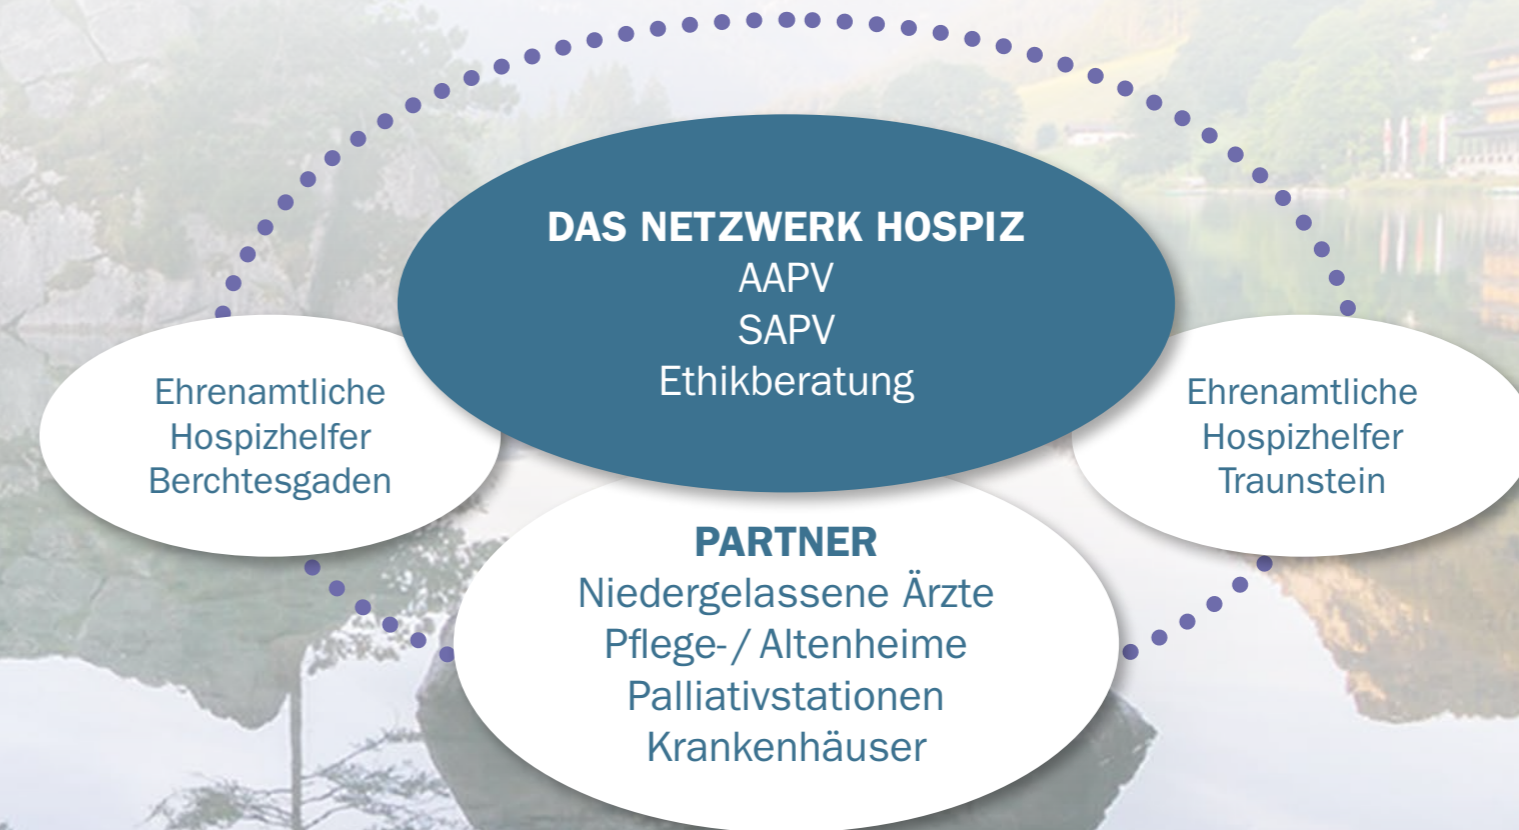 DAS NETZWERK HOSPIZ
AAPV
SAPV
Ethikberatung
Ehrenamtliche
Hospizhelfer
Berchtesgaden
Ehrenamtliche
Hospizhelfer
Traunstein
PARTNER
Niedergelassene Ärzte
Pflege-/ Altenheime
Palliativstationen
Krankenhäuser